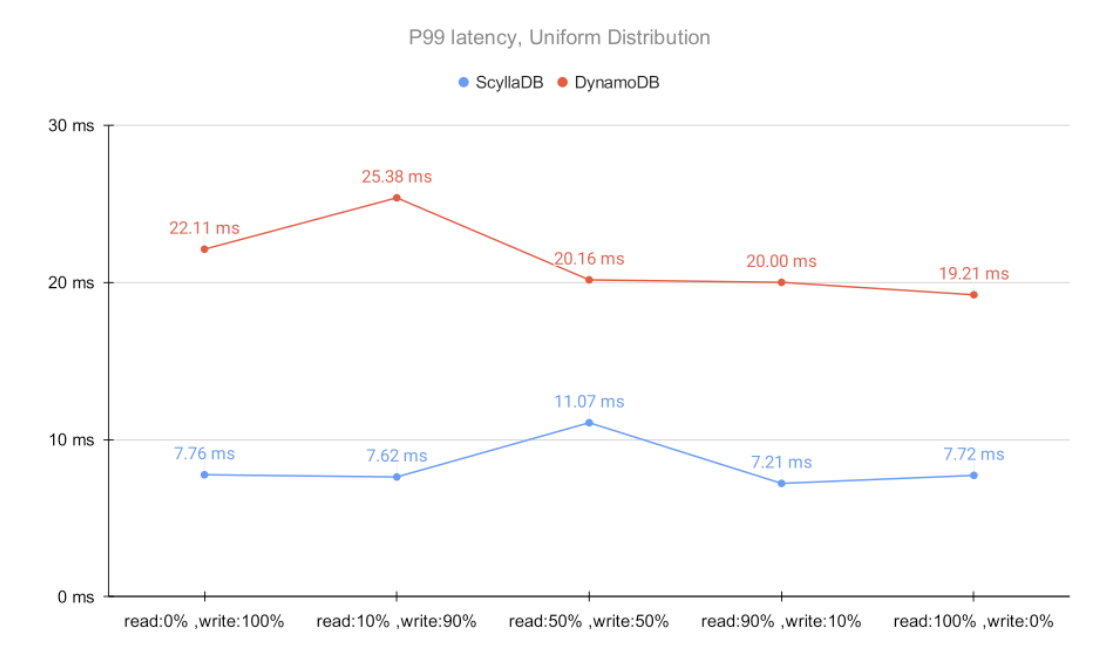 P99 latency, Uniform Distribution
ScyllaDB DynamoDB
30 ms
25.38 ms
22.11 ms
20.16 ms
20.00 ms
19.21 ms
20 ms
11.07 ms
10 ms
7.76 ms
7.62 ms
7.21 ms
7.72 ms
0 ms
read:0% ,write:100% read:10% ,write:90% read:50% ,write:50% read:90% ,write:10% read:100% ,write:0%